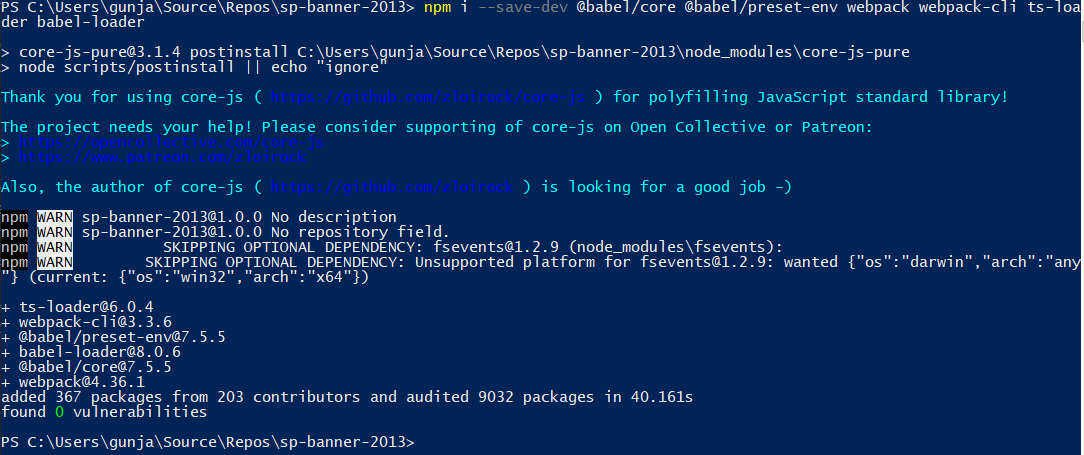 PS C:\Users\gunja\Source\Repos\sp-banner-2013> npm i --save-dev @babel/core @babel/preset-env webpack webpack-cli ts-loa
der babel-loader
> core-js-pure@3.1.4 postinstall C:\Users\gunja\Source\Repos\sp-banner-2013\node_modules\core-js-pure
> node scripts/postinstall || echo "ignore"
Thank you for using core-js ( https://github.com/zloirock/core-js ) for polyfilling JavaScript standard library!
The project needs your help! Please consider supporting of core-js on Open Collective or Patreon:
> https://opencollective.com/core-js
> https://www.patreon.com/zloirock
Also, the author of core-js ( https://github.com/zloirock ) is looking for a good job -)
npm WARN sp-banner-2013@1.0.0 No description
npm WARN sp-banner-2013@1.0.0 No repository field.
npm WARN SKIPPING OPTIONAL DEPENDENCY: fsevents@1.2.9 (node_modules\fsevents):
npm WARN SKIPPING OPTIONAL DEPENDENCY: Unsupported platform for fsevents@1.2.9: wanted {"os":"darwin","arch":"any
"} (current: {"os":"win32","arch":"x64"})
+ ts-loader@6.0.4
+ webpack-cli@3.3.6
+ @babel/preset-env@7.5.5
+ babel-loader@8.0.6
+ @babel/core@7.5.5
+ webpack@4.36.1
added 367 packages from 203 contributors and audited 9032 packages in 40.161s
found 0 vulnerabilities
PS C:\Users\gunja\Source\Repos\sp-banner-2013>